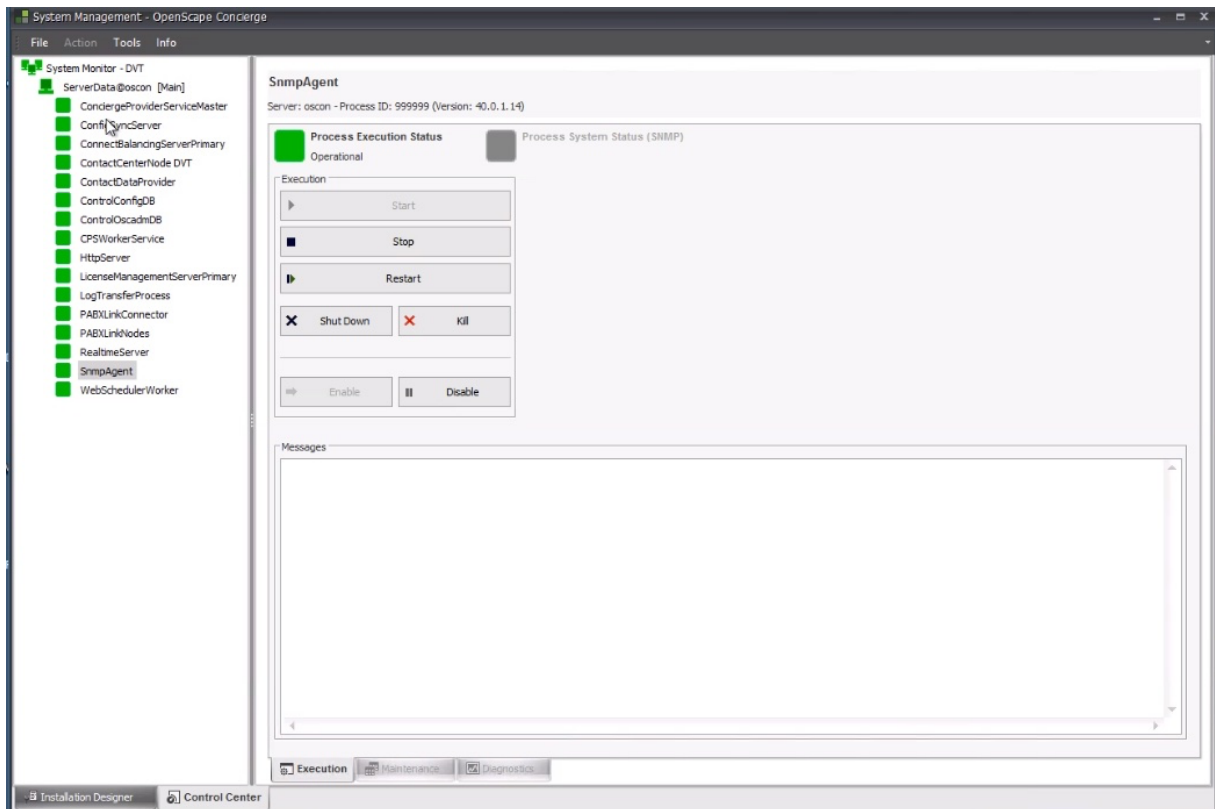 System Management - OpenScape Concierge
File Action Tools Info
System Monitor - DVT
ServerData@oscon [Main]
ConciergeProviderServiceMaster
ConfigSyncServer
ConnectBalancingServerPrimary
ContactCenterNode DVT
ContactDataProvider
ControlConfigDB
ControlOscadmDB
CPSWorkerService
HttpServer
LicenseManagementServerPrimary
LogTransferProcess
PABXLinkConnector
PABXLinkNodes
RealtimeServer
SnmpAgent
WebSchedulerWorker
SnmpAgent
Server: oscon - Process ID: 999999 (Version: 40.0.1.14)
Process Execution Status
Operational
Process System Status (SNMP)
Execution
Start
Stop
Restart
Shut Down Kill
Enable Disable
Messages
Execution Maintenance Diagnostics
Installation Designer Control Center